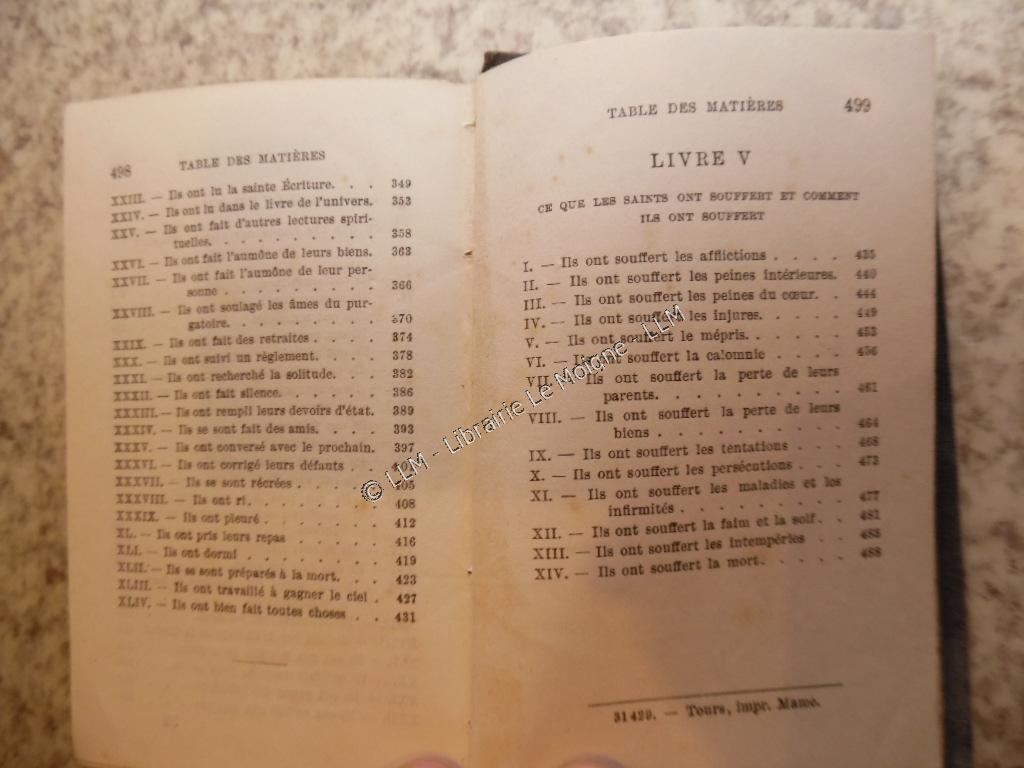 498 TABLE DES MATIÈRES
XXIII. — Ils ont lu la sainte Écriture. . . 349
XXIV. — Ils ont lu dans le livre de l'univers. 353
XXV. — Ils ont fait d'autres lectures spiri-
tuelles. . . . . . . . . . 358
XXVI. — Ils ont fait l'aumône de leurs biens. 363
XXVII. — Ils ont fait l'aumône de leur per-
sonne . . . . . . . . . 366
XXVIII. — Ils ont soulagé les âmes du pur-
gatoire. . . . . . . . . 370
XXIX. — Ils ont fait des retraites . . . . 374
XXX. — Ils ont suivi un règlement. . . . 378
XXXI. — Ils ont recherché la solitude. . . 382
XXXII. — Ils ont fait silence. . . . . . 386
XXXIII. — Ils ont rempli leurs devoirs d'état. 389
XXXIV. — Ils se sont fait des amis. . . . 393
XXXV. — Ils ont conversé avec le prochain. 397
XXXVI. — Ils ont corrigé leurs défauts . .
XXXVII. — Ils se sont récrées . . . . . 405
XXXVIII. — Ils ont ri. . . . . . . . 408
XXXIX. — Ils ont pleuré . . . . . . . 412
XL. — Ils ont pris leurs repas . . . . . 416
XLI. — Ils ont dormi . . . . . . . . 419
XLII. — Ils se sont préparés à la mort. . . 423
XLIII. — Ils ont travaillé à gagner le ciel . 427
XLIV. — Ils ont bien fait toutes choses . . 431
TABLE DES MATIÈRES 499
LIVRE V
CE QUE LES SAINTS ONT SOUFFERT ET COMMENT
ILS ONT SOUFFERT
I. — Ils ont souffert les afflictions . . . . 435
II. — Ils ont souffert les peines intérieures. 440
III. — Ils ont souffert les peines du cœur. . 444
IV. — Ils ont souffert les injures. . . . . 449
V. — Ils ont souffert le mépris. . . . . . 453
VI. — Ils ont souffert la calomnie . . . . 456
VII. — Ils ont souffert la perte de leurs
parents. . . . . . . . . . 461
VIII. — Ils ont souffert la perte de leurs
biens . . . . . . . . . . 464
IX. — Ils ont souffert les tentations . . . 468
X. — Ils ont souffert les persécutions . . . 473
XI. — Ils ont souffert les maladies et les
infirmités . . . . . . . . . 477
XII. — Ils ont souffert la faim et la soif. . . 481
XIII. — Ils ont souffert les intempéries . . 485
XIV. — Ils ont souffert la mort. . . . . . 488
31429. — Tours, impr. Mame.
© LLM - Librairie Le Moigne - LLM